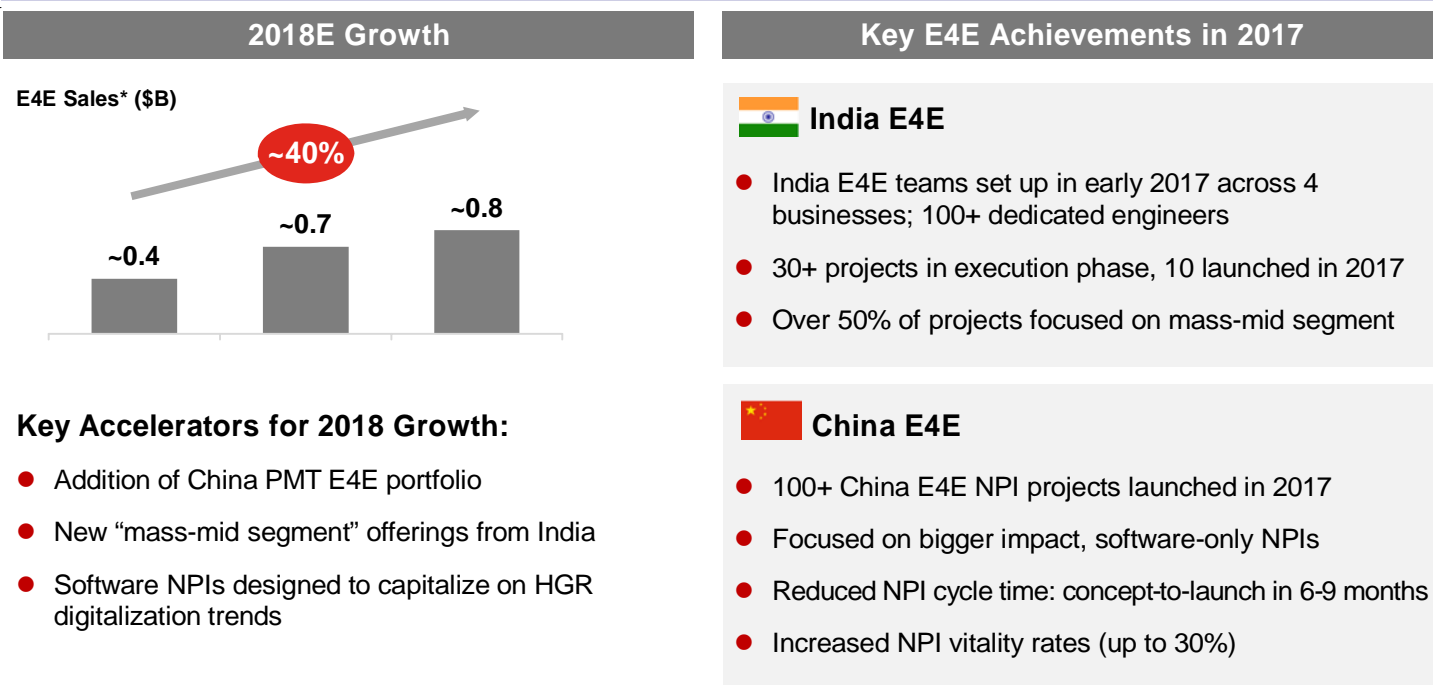 2018E Growth
E4E Sales* ($B)
~40%
~0.4
~0.7
~0.8
Key Accelerators for 2018 Growth:
● Addition of China PMT E4E portfolio
● New “mass-mid segment” offerings from India
● Software NPIs designed to capitalize on HGR
digitalization trends
Key E4E Achievements in 2017
India E4E
● India E4E teams set up in early 2017 across 4
businesses; 100+ dedicated engineers
● 30+ projects in execution phase, 10 launched in 2017
● Over 50% of projects focused on mass-mid segment
China E4E
● 100+ China E4E NPI projects launched in 2017
● Focused on bigger impact, software-only NPIs
● Reduced NPI cycle time: concept-to-launch in 6-9 months
● Increased NPI vitality rates (up to 30%)